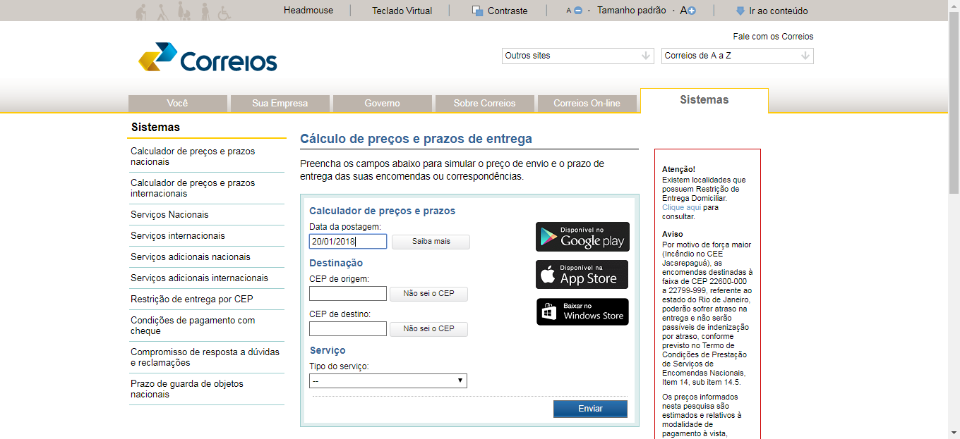 Headmouse | Teclado Virtual | Contraste | A - Tamanho padrão - A | Ir ao conteúdo
Fale com os Correios
Correios
Outros sites
Correios de A a Z
Você
Sua Empresa
Governo
Sobre Correios
Correios On-line
Sistemas
Sistemas
Calculador de preços e prazos
nacionais
Calculador de preços e prazos
internacionais
Serviços Nacionais
Serviços internacionais
Serviços adicionais nacionais
Serviços adicionais internacionais
Restrição de entrega por CEP
Condições de pagamento com
cheque
Compromisso de resposta a dúvidas
e reclamações
Prazo de guarda de objetos
nacionais
Cálculo de preços e prazos de entrega
Preencha os campos abaixo para simular o preço de envio e o prazo de
entrega das suas encomendas ou correspondências.
Calculador de preços e prazos
Data da postagem:
20/01/2018
Saiba mais
Destinação
CEP de origem:
Não sei o CEP
CEP de destino:
Não sei o CEP
Serviço
Tipo do serviço:
--
Enviar
Disponível no
Google play
Disponível na
App Store
Baixar no
Windows Store
Atenção!
Existem localidades que
possuem Restrição de
Entrega Domiciliar.
Clique aqui para
consultar.
Aviso
Por motivo de força maior
(Incêndio no CEE
Jacarepaguá), as
encomendas destinadas à
faixa de CEP 22600-000
a 22799-999, referente ao
estado do Rio de Janeiro,
poderão sofrer atraso na
entrega e não serão
passíveis de indenização
por atraso, conforme
previsto no Termo de
Condições de Prestação
de Serviços de
Encomendas Nacionais,
Item 14, sub item 14.5.
Os preços informados
nesta pesquisa são
estimados e relativos à
modalidade de
pagamento à vista,